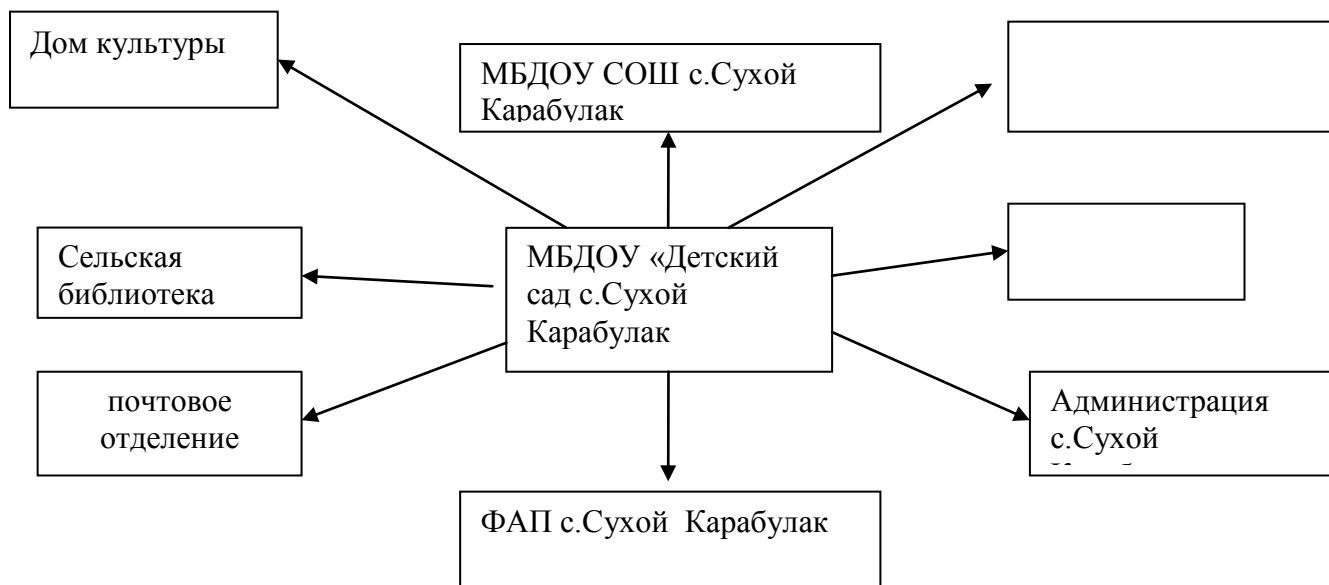 Дом культуры
МБДОУ СОШ с.Сухой
Карабулак
Сельская
библиотека
МБДОУ «Детский
сад с.Сухой
Карабулак
почтовое
отделение
Администрация
с.Сухой
ФАП с.Сухой Карабулак